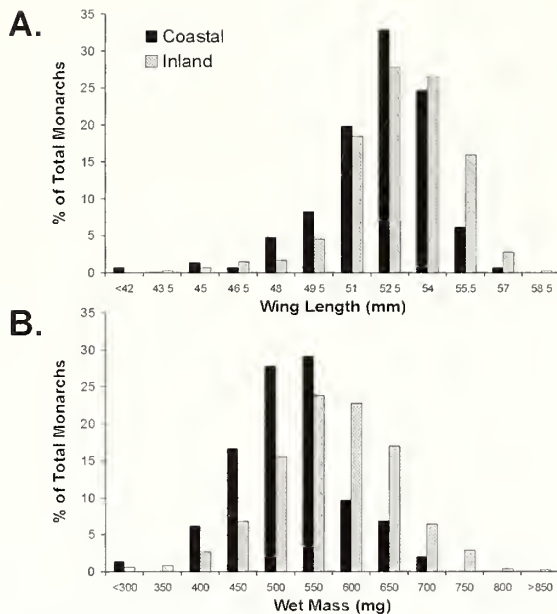 A.
Coastal
Inland
% of Total Monarchs
35
30
25
20
15
10
5
0
<42 43 5 45 46 5 48 49.5 51 52.5 54 55.5 57 58 5
Wing Length (mm)
B.
% of Total Monarchs
35
30
25
20
15
10
5
0
<300 350 400 450 500 550 600 650 700 750 800 >850
Wet Mass (mg)